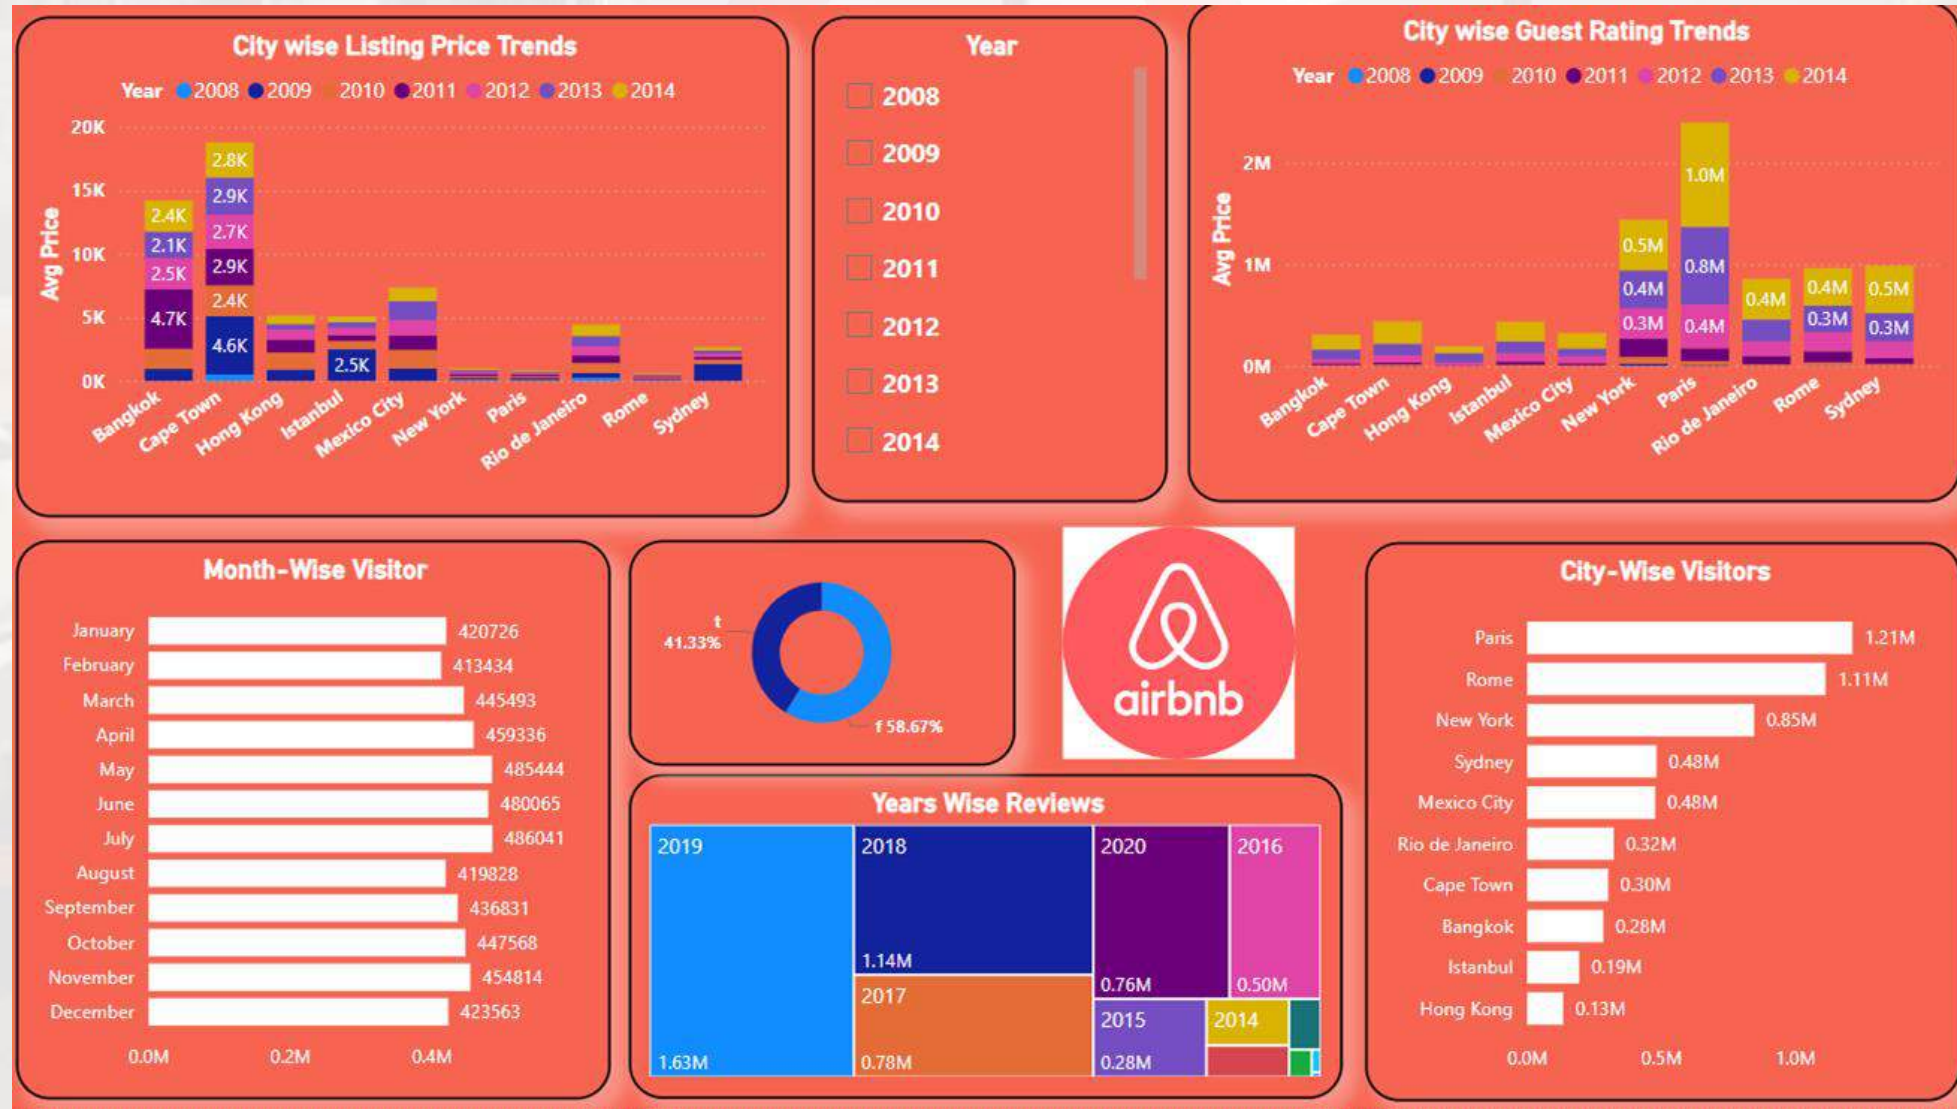 City wise Listing Price Trends
Year 2008 2009 2010 2011 2012 2013 2014
Avg Price
20K
15K
10K
5K
0K
2.4K
2.1K
2.5K
4.7K
2.8K
2.9K
2.7K
2.9K
2.4K
4.6K
2.5K
Bangkok
Cape Town
Hong Kong
Istanbul
Mexico City
New York
Paris
Rio de Janeiro
Rome
Sydney
Year
2008
2009
2010
2011
2012
2013
2014
City wise Guest Rating Trends
Year 2008 2009 2010 2011 2012 2013 2014
Avg Price
2M
1M
0M
0.5M
0.4M
0.3M
1.0M
0.8M
0.4M
0.4M
0.4M
0.3M
0.5M
0.3M
Bangkok
Cape Town
Hong Kong
Istanbul
Mexico City
New York
Paris
Rio de Janeiro
Rome
Sydney
Month-Wise Visitor
January 420726
February 413434
March 445493
April 459336
May 485444
June 480065
July 486041
August 419828
September 436831
October 447568
November 454814
December 423563
0.0M 0.2M 0.4M
t
41.33%
f 58.67%
airbnb
Years Wise Reviews
2019
1.63M
2018
1.14M
2017
0.78M
2020
0.76M
2016
0.50M
2015
0.28M
2014
City-Wise Visitors
Paris 1.21M
Rome 1.11M
New York 0.85M
Sydney 0.48M
Mexico City 0.48M
Rio de Janeiro 0.32M
Cape Town 0.30M
Bangkok 0.28M
Istanbul 0.19M
Hong Kong 0.13M
0.0M 0.5M 1.0M